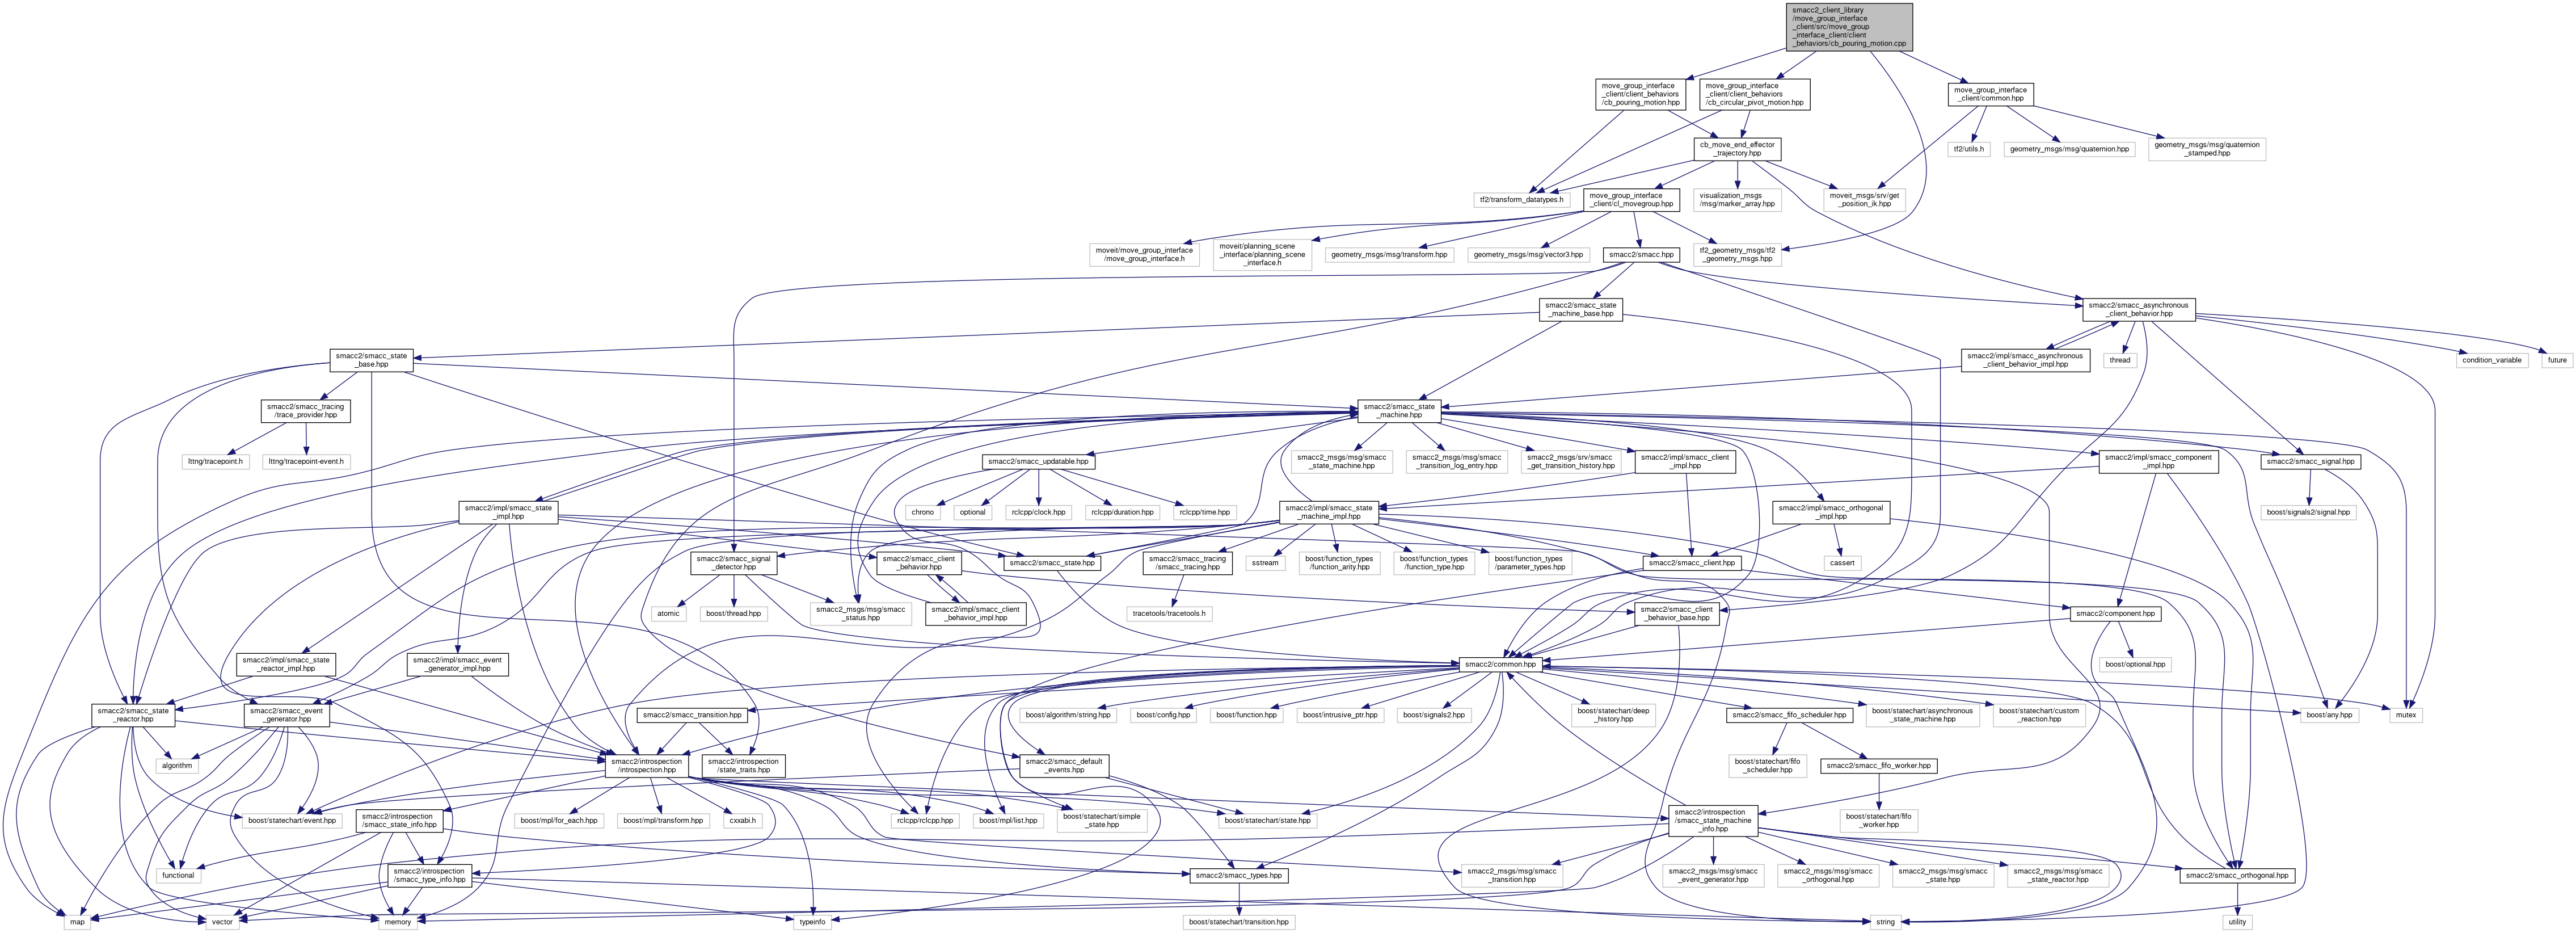 smacc2_client_library
/move_group_interface
_client/src/move_group
_interface_client/client
_behaviors/cb_pouring_motion.cpp
move_group_interface
_client/client_behaviors
/cb_pouring_motion.hpp
move_group_interface
_client/client_behaviors
/cb_circular_pivot_motion.hpp
move_group_interface
_client/common.hpp
cb_move_end_effector
_trajectory.hpp
tf2/utils.h
geometry_msgs/msg/quaternion.hpp
geometry_msgs/msg/quaternion
_stamped.hpp
tf2/transform_datatypes.h
move_group_interface
_client/cl_movegroup.hpp
visualization_msgs
/msg/marker_array.hpp
moveit_msgs/srv/get
_position_ik.hpp
moveit/move_group_interface
/move_group_interface.h
moveit/planning_scene
_interface/planning_scene
_interface.h
geometry_msgs/msg/transform.hpp
geometry_msgs/msg/vector3.hpp
smacc2/smacc.hpp
tf2_geometry_msgs/tf2
_geometry_msgs.hpp
smacc2/smacc_state
_machine_base.hpp
smacc2/smacc_asynchronous
_client_behavior.hpp
smacc2/smacc_state
_base.hpp
smacc2/impl/smacc_asynchronous
_client_behavior_impl.hpp
thread
condition_variable
future
smacc2/smacc_tracing
/trace_provider.hpp
smacc2/smacc_state
_machine.hpp
lttng/tracepoint.h
lttng/tracepoint-event.h
smacc2/smacc_updatable.hpp
smacc2_msgs/msg/smacc
_state_machine.hpp
smacc2_msgs/msg/smacc
_transition_log_entry.hpp
smacc2_msgs/srv/smacc
_get_transition_history.hpp
smacc2/impl/smacc_client
_impl.hpp
smacc2/impl/smacc_component
_impl.hpp
smacc2/smacc_signal.hpp
smacc2/impl/smacc_state
_impl.hpp
chrono
optional
rclcpp/clock.hpp
rclcpp/duration.hpp
rclcpp/time.hpp
smacc2/impl/smacc_state
_machine_impl.hpp
smacc2/impl/smacc_orthogonal
_impl.hpp
boost/signals2/signal.hpp
smacc2/smacc_signal
_detector.hpp
smacc2/smacc_client
_behavior.hpp
smacc2/smacc_state.hpp
smacc2/smacc_tracing
/smacc_tracing.hpp
sstream
boost/function_types
/function_arity.hpp
boost/function_types
/function_type.hpp
boost/function_types
/parameter_types.hpp
smacc2/smacc_client.hpp
cassert
atomic
boost/thread.hpp
smacc2_msgs/msg/smacc
_status.hpp
smacc2/impl/smacc_client
_behavior_impl.hpp
tracetools/tracetools.h
smacc2/smacc_client
_behavior_base.hpp
smacc2/component.hpp
smacc2/impl/smacc_state
_reactor_impl.hpp
smacc2/impl/smacc_event
_generator_impl.hpp
smacc2/common.hpp
boost/optional.hpp
smacc2/smacc_state
_reactor.hpp
smacc2/smacc_event
_generator.hpp
smacc2/smacc_transition.hpp
boost/algorithm/string.hpp
boost/config.hpp
boost/function.hpp
boost/intrusive_ptr.hpp
boost/signals2.hpp
boost/statechart/deep
_history.hpp
smacc2/smacc_fifo_scheduler.hpp
boost/statechart/asynchronous
_state_machine.hpp
boost/statechart/custom
_reaction.hpp
boost/any.hpp
mutex
algorithm
smacc2/introspection
/introspection.hpp
smacc2/introspection
/state_traits.hpp
smacc2/smacc_default
_events.hpp
boost/statechart/fifo
_scheduler.hpp
smacc2/smacc_fifo_worker.hpp
boost/statechart/event.hpp
smacc2/introspection
/smacc_state_info.hpp
boost/mpl/for_each.hpp
boost/mpl/transform.hpp
cxxabi.h
rclcpp/rclcpp.hpp
boost/mpl/list.hpp
boost/statechart/simple
_state.hpp
boost/statechart/state.hpp
smacc2/introspection
/smacc_state_machine
_info.hpp
boost/statechart/fifo
_worker.hpp
functional
smacc2/introspection
/smacc_type_info.hpp
smacc2/smacc_types.hpp
smacc2_msgs/msg/smacc
_transition.hpp
smacc2_msgs/msg/smacc
_event_generator.hpp
smacc2_msgs/msg/smacc
_orthogonal.hpp
smacc2_msgs/msg/smacc
_state.hpp
smacc2_msgs/msg/smacc
_state_reactor.hpp
smacc2/smacc_orthogonal.hpp
map
vector
memory
typeinfo
boost/statechart/transition.hpp
string
utility